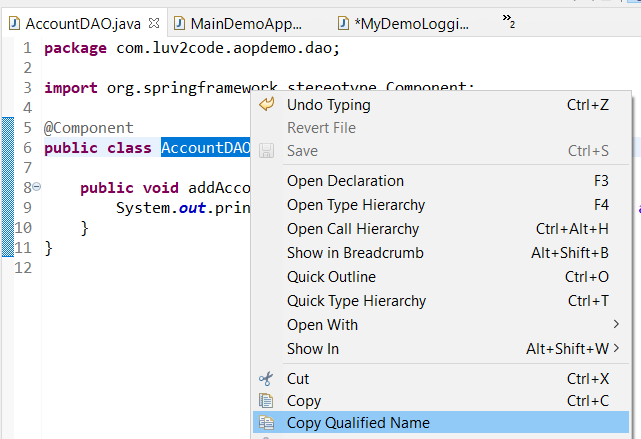 AccountDAO.java MainDemoApp... *MyDemoLoggi... »2
1 package com.luv2code.aopdemo.dao;
2
3 import org.springframework.stereotype.Component;
4
5 @Component
6 public class AccountDAO
7
8 public void addAcco
9 System.out.prin
10 }
11 }
12
Undo Typing Ctrl+Z
Revert File
Save Ctrl+S
Open Declaration F3
Open Type Hierarchy F4
Open Call Hierarchy Ctrl+Alt+H
Show in Breadcrumb Alt+Shift+B
Quick Outline Ctrl+O
Quick Type Hierarchy Ctrl+T
Open With >
Show In Alt+Shift+W >
Cut Ctrl+X
Copy Ctrl+C
Copy Qualified Name